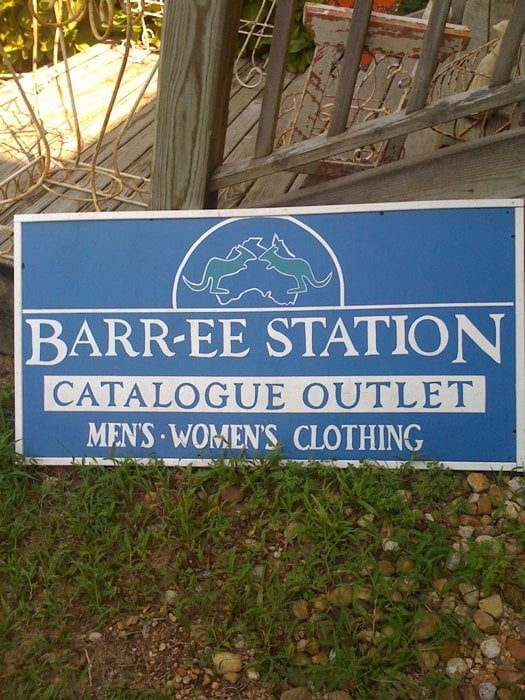 BARR-EE STATION
CATALOGUE OUTLET
MEN'S · WOMEN'S CLOTHING